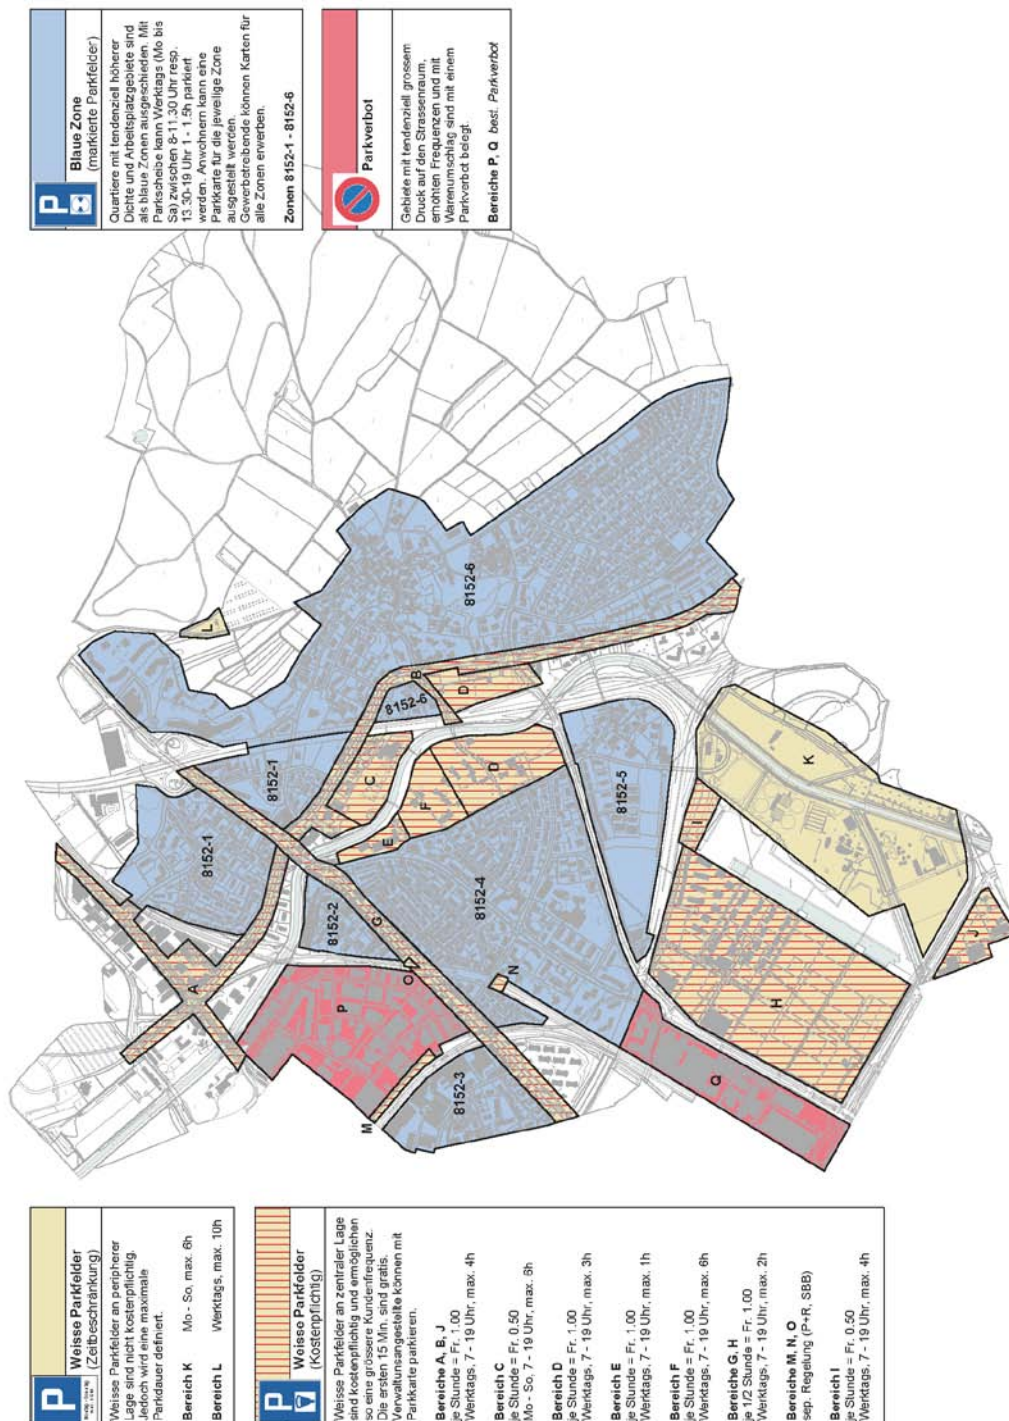 P
Weisse Parkfelder
(Zeitbeschränkung)
Weisse Parkfelder an peripherer
Lage sind nicht kostenpflichtig.
Jedoch wird eine maximale
Parkdauer definiert.
Bereich K Mo - So, max. 6h
Bereich L Werktags, max. 10h
P
Weisse Parkfelder
(Kostenpflichtig)
Weisse Parkfelder an zentraler Lage
sind kostenpflichtig und ermöglichen
so eine grössere Kundenfrequenz.
Die ersten 15 Min. sind gratis.
Verwaltungsangestellte können mit
Parkkarte parkieren.
Bereiche A, B, J
je Stunde = Fr. 1.00
Werktags, 7 - 19 Uhr, max. 4h
Bereich C
je Stunde = Fr. 0.50
Mo - So, 7 - 19 Uhr, max. 6h
Bereich D
je Stunde = Fr. 1.00
Werktags, 7 - 19 Uhr, max. 3h
Bereich E
je Stunde = Fr. 1.00
Werktags, 7 - 19 Uhr, max. 1h
Bereich F
je Stunde = Fr. 1.00
Werktags, 7 - 19 Uhr, max. 6h
Bereiche G, H
je 1/2 Stunde = Fr. 1.00
Werktags, 7 - 19 Uhr, max. 2h
Bereiche M, N, O
sep. Regelung (P+R, SBB)
Bereich I
je Stunde = Fr. 0.50
Werktags, 7 - 19 Uhr, max. 4h
A
8152-1
8152-1
L
8152-2
G
O
P
M
8152-3
N
8152-4
E
F
C
D
8152-6
B
D
8152-6
8152-5
Q
H
I
K
J
P
Blaue Zone
(markierte Parkfelder)
Quartiere mit tendenziell höherer
Dichte und Arbeitsplatzgebiete sind
als blaue Zonen ausgeschieden. Mit
Parkscheibe kann Werktags (Mo bis
Sa) zwischen 8-11.30 Uhr resp.
13.30-19 Uhr 1 - 1.5h parkiert
werden. Anwohnern kann eine
Parkkarte für die jeweilige Zone
ausgestellt werden.
Gewerbetreibende können Karten für
alle Zonen erwerben.
Zonen 8152-1 - 8152-6
Parkverbot
Gebiete mit tendenziell grossem
Druck auf den Strassenraum,
erhöhten Frequenzen und mit
Warenumschlag sind mit einem
Parkverbot belegt.
Bereiche P, Q best. Parkverbot